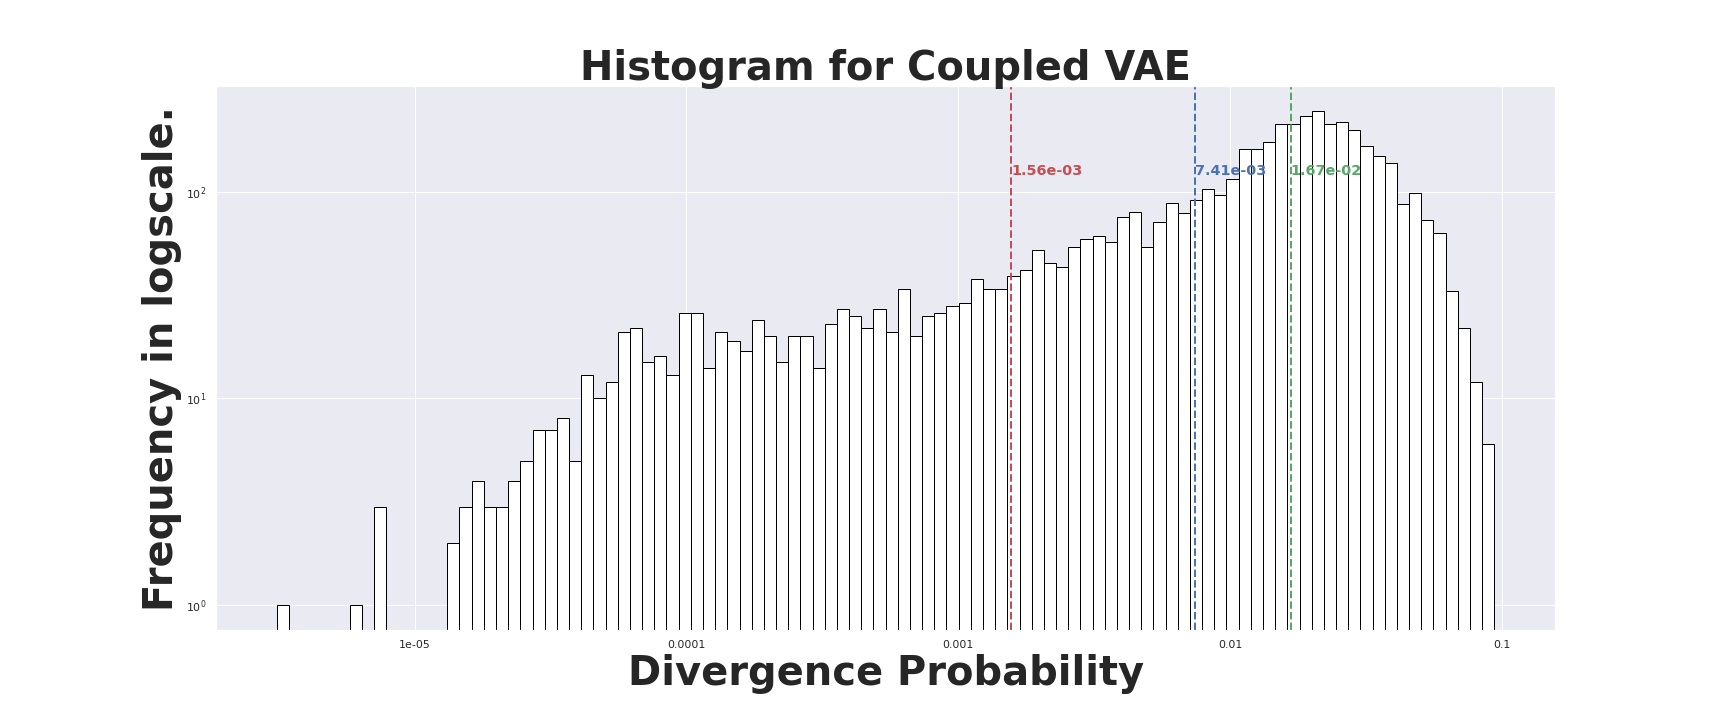 Histogram for Coupled VAE
Frequency in logscale.
10²
10¹
10⁰
1.56e-03
7.41e-03
1.67e-02
1e-05
0.0001
0.001
0.01
0.1
Divergence Probability